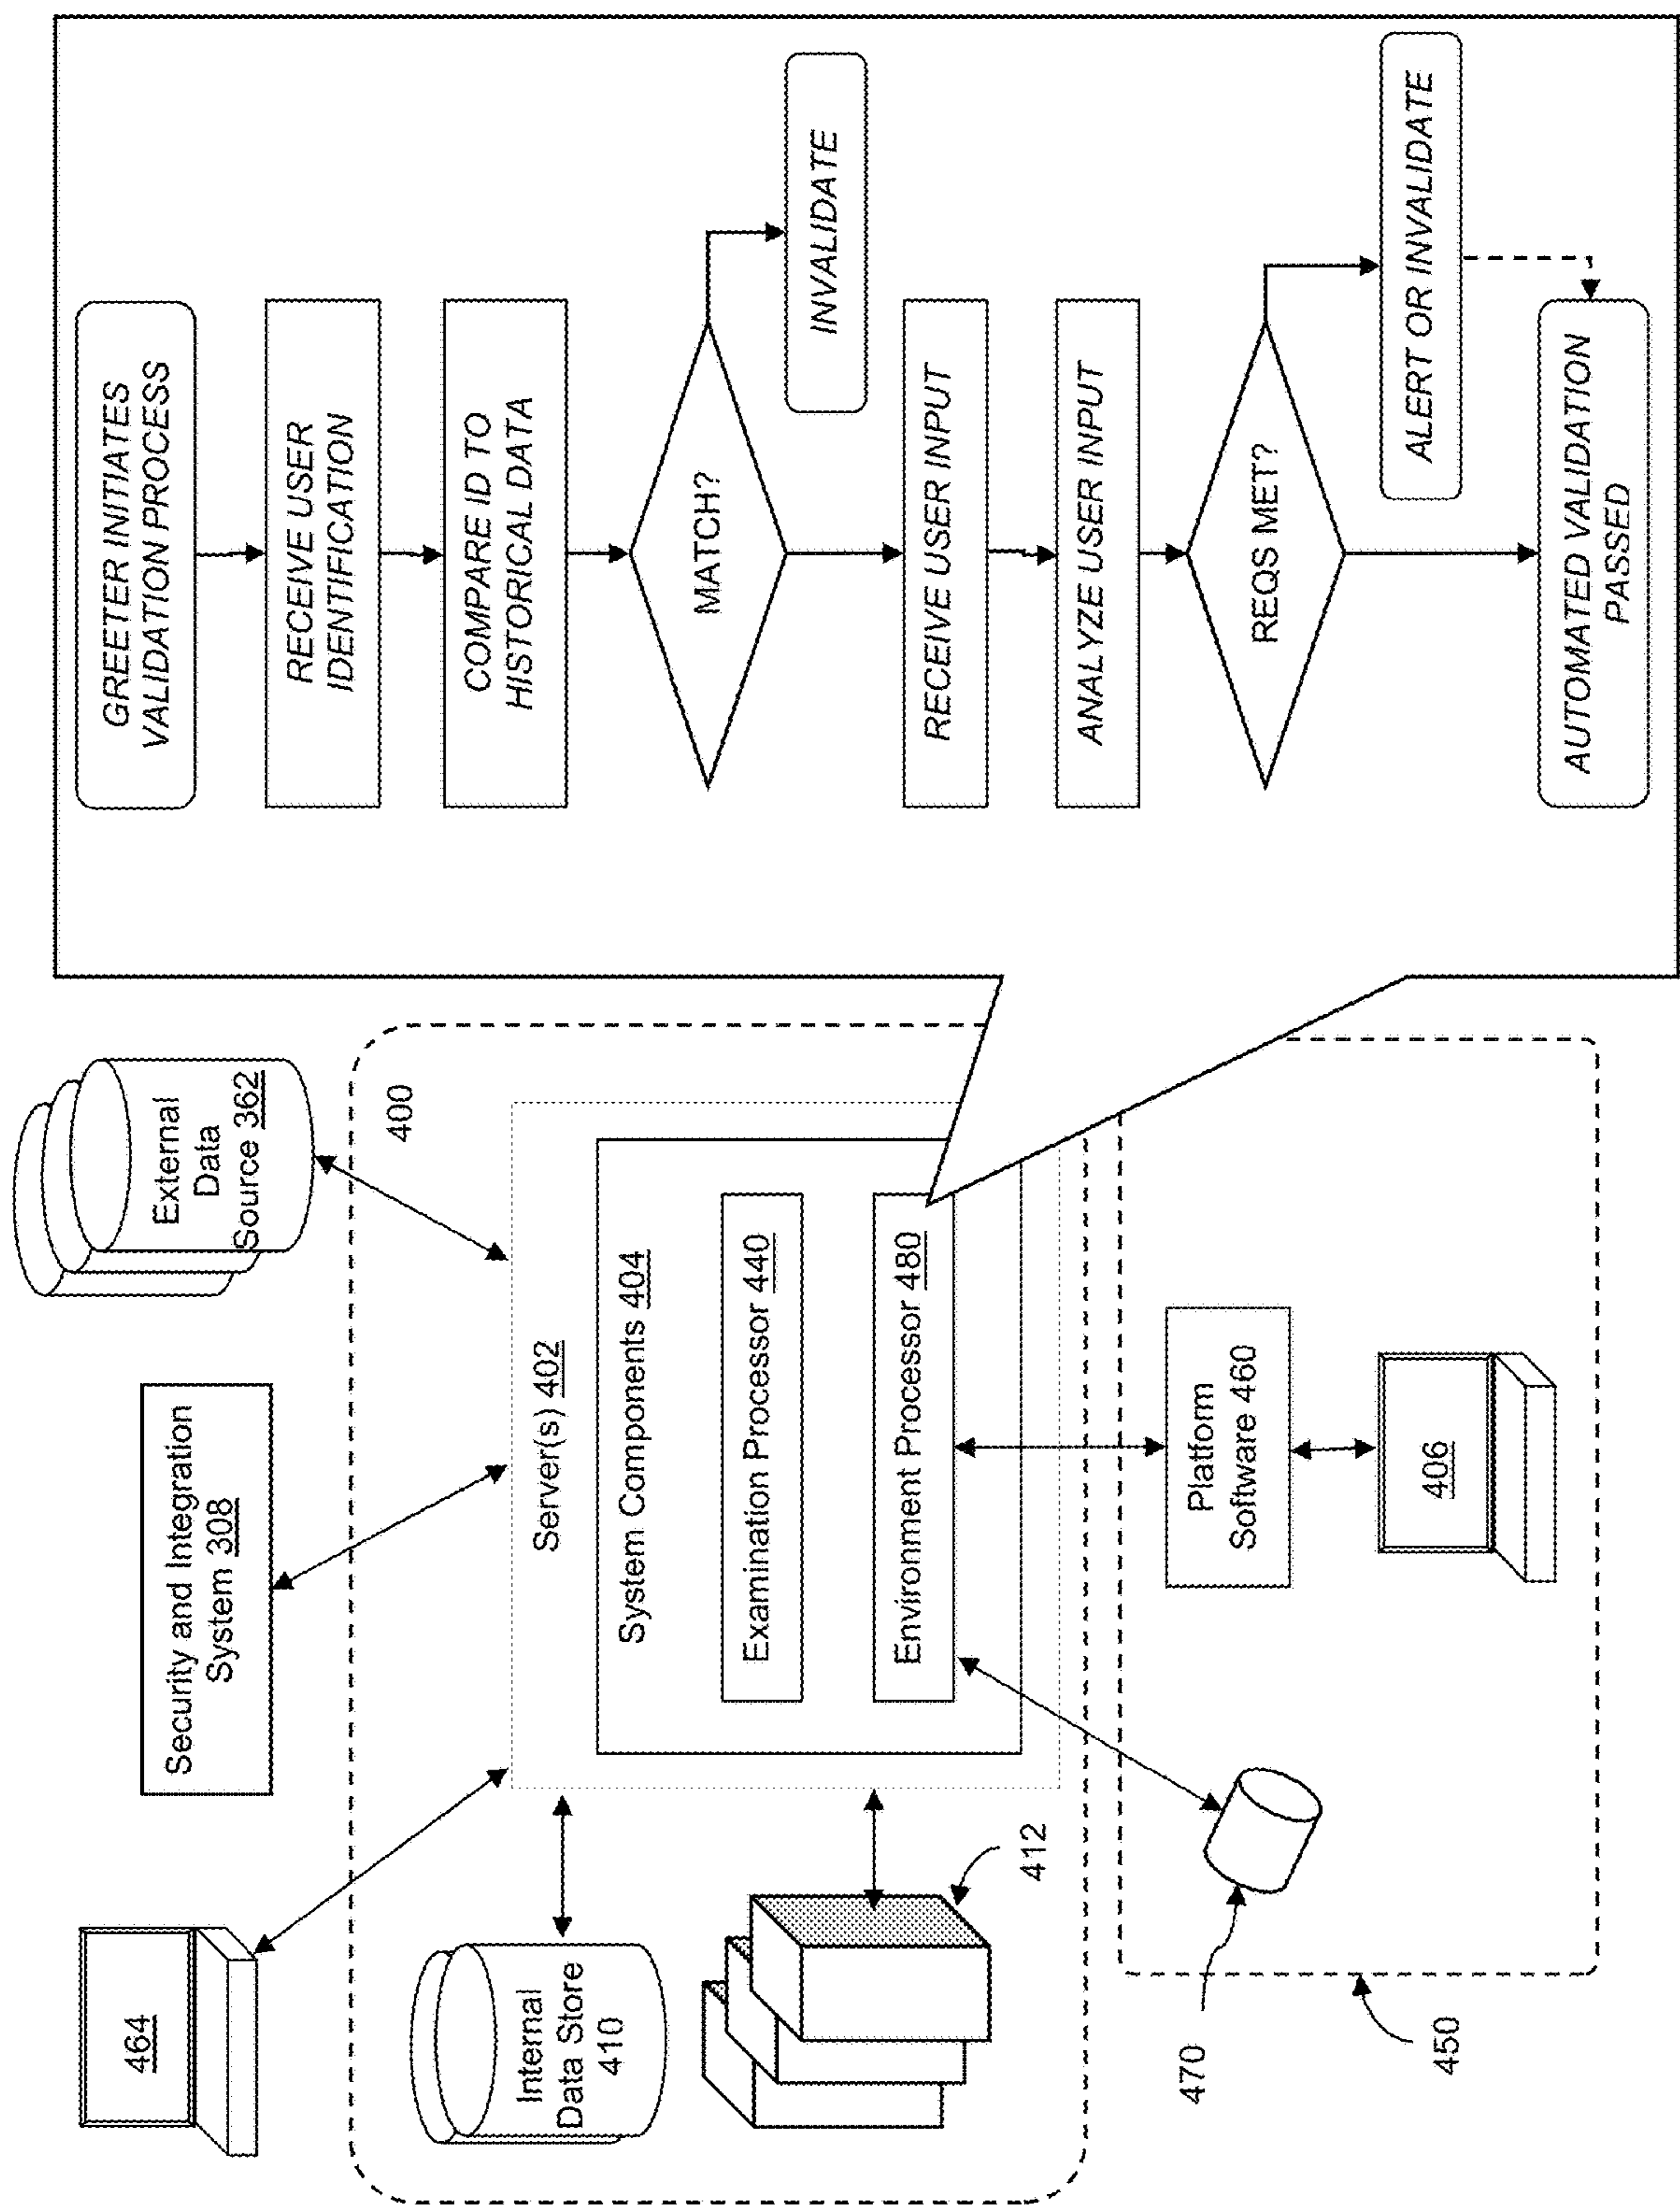 464
Security and Integration
System 308
External
Data
Source 362
400
Internal
Data Store
410
412
Server(s) 402
System Components 404
Examination Processor 440
Environment Processor 480
470
450
Platform
Software 460
406
GREETER INITIATES
VALIDATION PROCESS
RECEIVE USER
IDENTIFICATION
COMPARE ID TO
HISTORICAL DATA
MATCH?
INVALIDATE
RECEIVE USER INPUT
ANALYZE USER INPUT
REQS MET?
ALERT OR INVALIDATE
AUTOMATED VALIDATION
PASSED